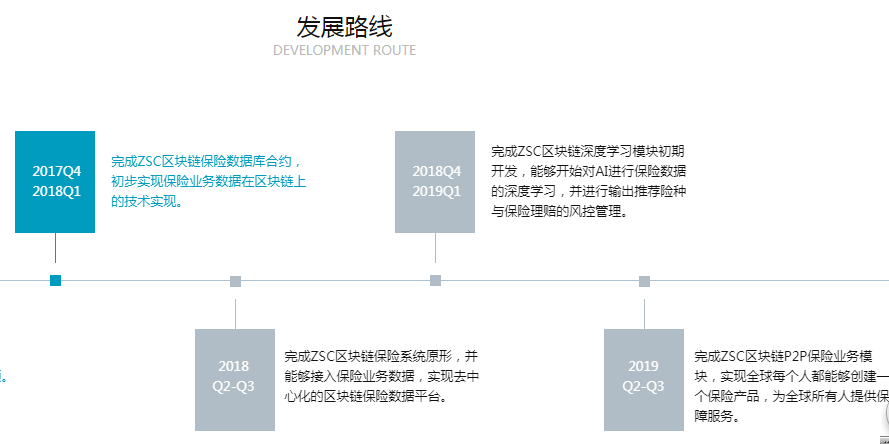 发展路线
DEVELOPMENT ROUTE
2017Q4
2018Q1
完成ZSC区块链保险数据库合约，
初步实现保险业务数据在区块链上
的技术实现。
2018Q4
2019Q1
完成ZSC区块链深度学习模块初期
开发，能够开始对AI进行保险数据
的深度学习，并进行输出推荐险种
与保险理赔的风控管理。
2018
Q2-Q3
完成ZSC区块链保险系统原形，并
能够接入保险业务数据，实现去中
心化的区块链保险数据平台。
2019
Q2-Q3
完成ZSC区块链P2P保险业务模
块，实现全球每个人都能够创建一
个保险产品，为全球所有人提供保
障服务。